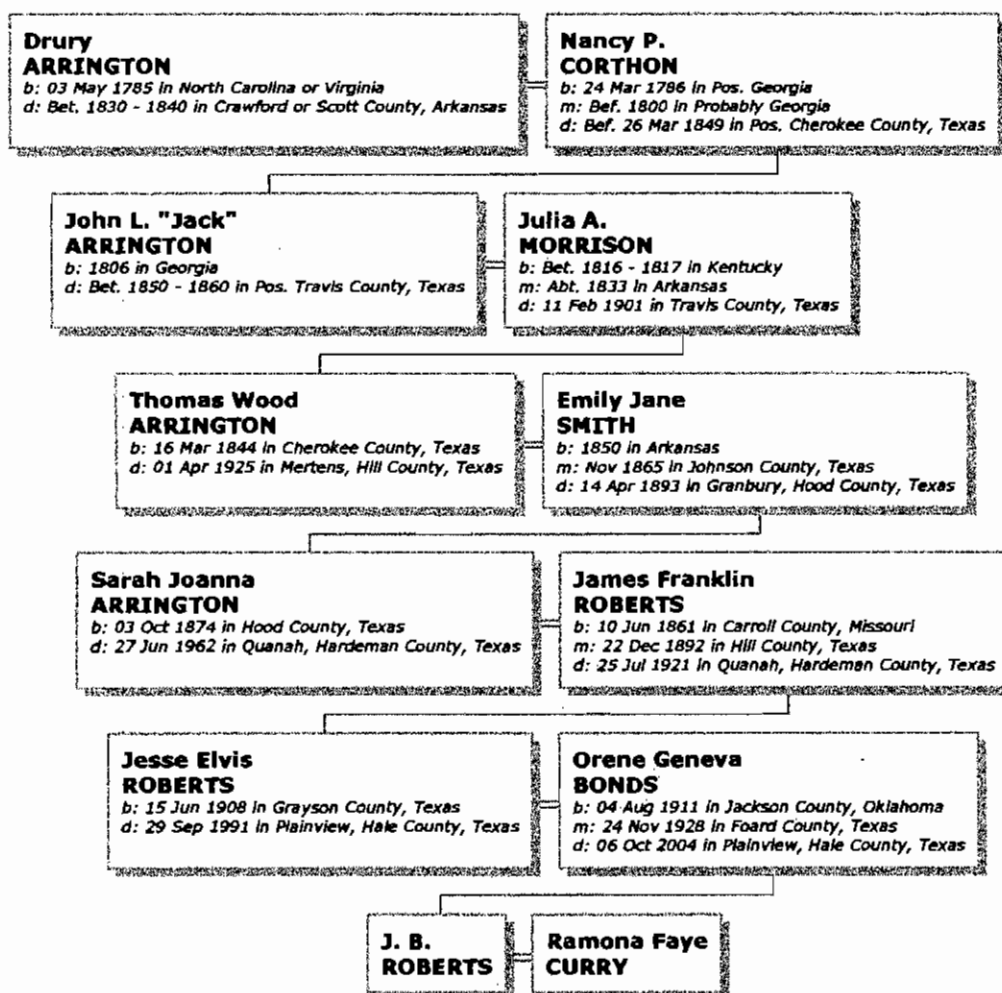 Drury
ARRINGTON
b: 03 May 1785 in North Carolina or Virginia
d: Bet. 1830 - 1840 in Crawford or Scott County, Arkansas
Nancy P.
CORTHON
b: 24 Mar 1786 in Pos. Georgia
m: Bef. 1800 in Probably Georgia
d: Bef. 26 Mar 1849 in Pos. Cherokee County, Texas
John L. "Jack"
ARRINGTON
b: 1806 in Georgia
d: Bet. 1850 - 1860 in Pos. Travis County, Texas
Julia A.
MORRISON
b: Bet. 1816 - 1817 in Kentucky
m: Abt. 1833 in Arkansas
d: 11 Feb 1901 in Travis County, Texas
Thomas Wood
ARRINGTON
b: 16 Mar 1844 in Cherokee County, Texas
d: 01 Apr 1925 in Mertens, Hill County, Texas
Emily Jane
SMITH
b: 1850 in Arkansas
m: Nov 1865 in Johnson County, Texas
d: 14 Apr 1893 in Granbury, Hood County, Texas
Sarah Joanna
ARRINGTON
b: 03 Oct 1874 in Hood County, Texas
d: 27 Jun 1962 in Quanah, Hardeman County, Texas
James Franklin
ROBERTS
b: 10 Jun 1861 in Carroll County, Missouri
m: 22 Dec 1892 in Hill County, Texas
d: 25 Jul 1921 in Quanah, Hardeman County, Texas
Jesse Elvis
ROBERTS
b: 15 Jun 1908 in Grayson County, Texas
d: 29 Sep 1991 in Plainview, Hale County, Texas
Orene Geneva
BONDS
b: 04 Aug 1911 in Jackson County, Oklahoma
m: 24 Nov 1928 in Foard County, Texas
d: 06 Oct 2004 in Plainview, Hale County, Texas
J. B.
ROBERTS
Ramona Faye
CURRY